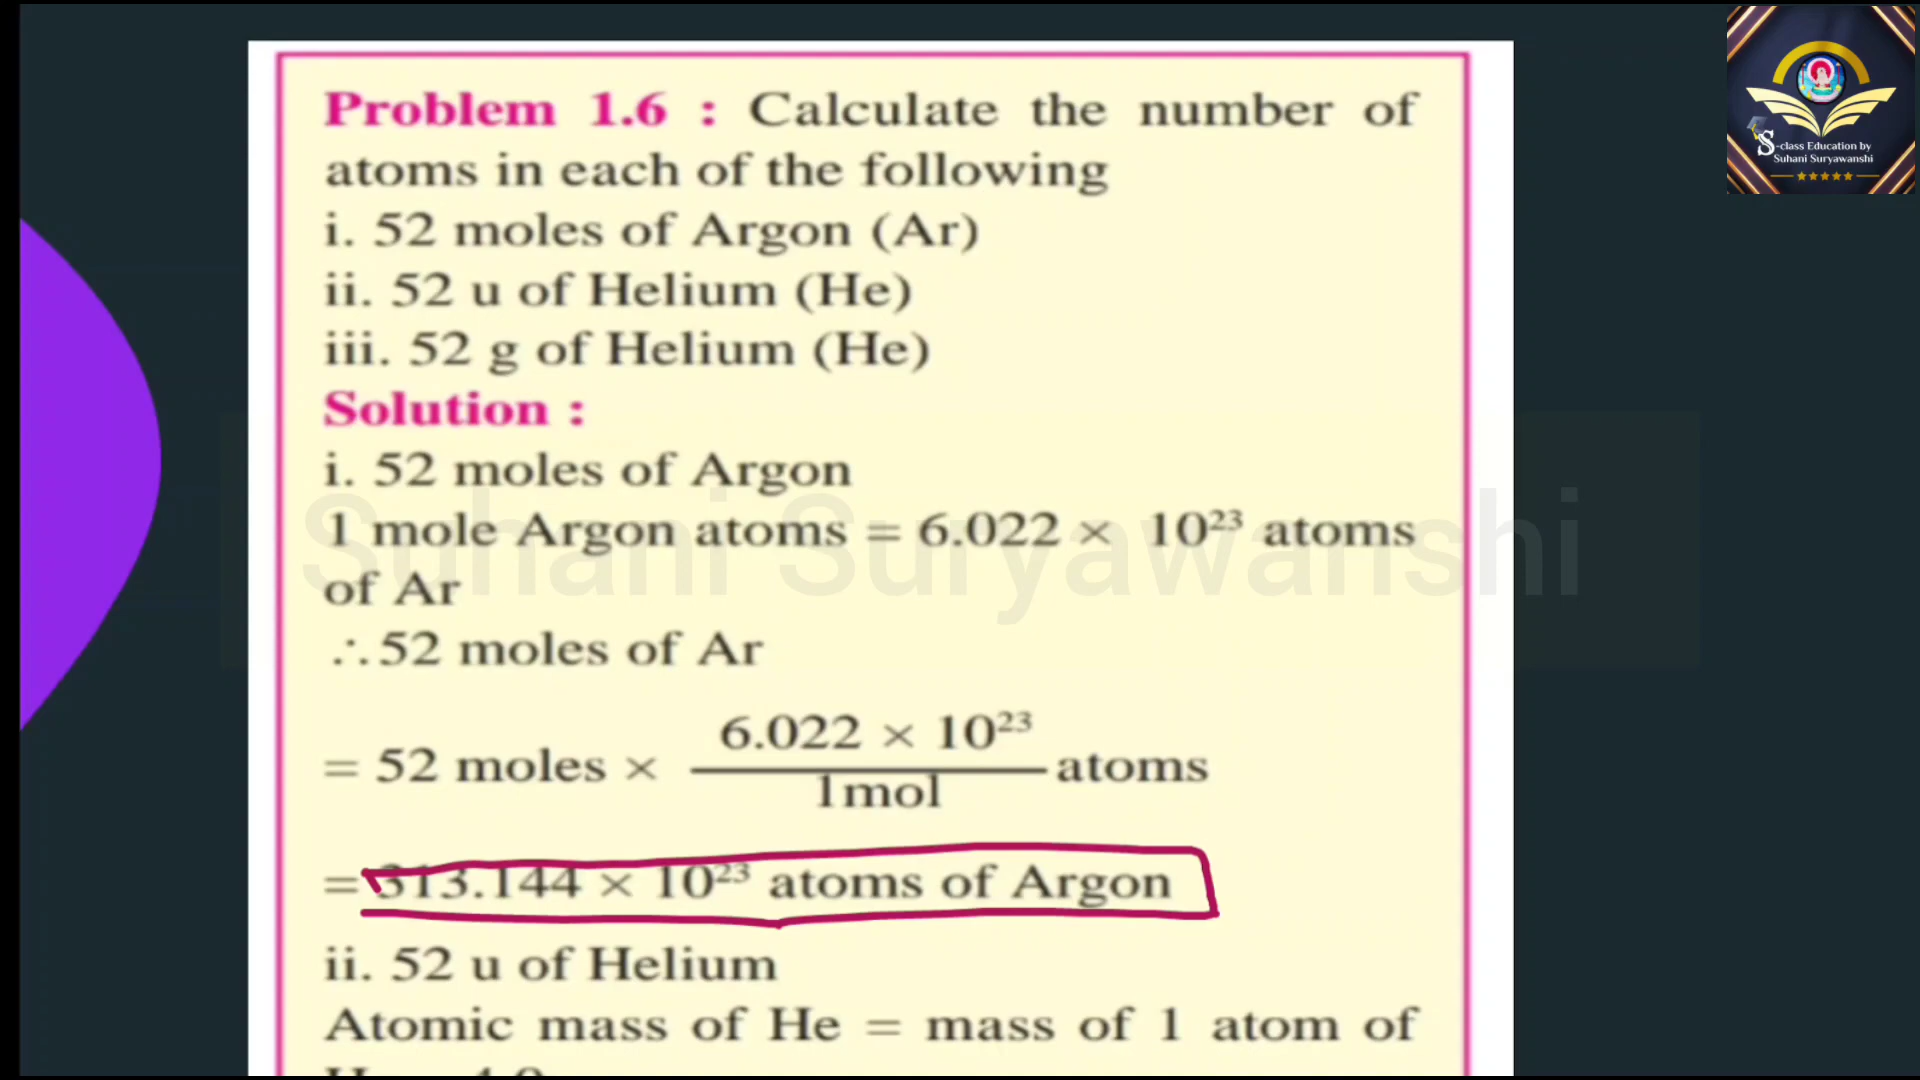 Problem 1.6 : Calculate the number of
atoms in each of the following
i. 52 moles of Argon (Ar)
ii. 52 u of Helium (He)
iii. 52 g of Helium (He)
Solution :
i. 52 moles of Argon
1 mole Argon atoms = 6.022 × 10²³ atoms
of Ar
∴52 moles of Ar
= 52 moles × 6.022 × 10²³ / 1mol atoms
= 313.144 × 10²³ atoms of Argon
ii. 52 u of Helium
Atomic mass of He = mass of 1 atom of
Suhani Suryawanshi
S-class Education by
Suhani Suryawanshi